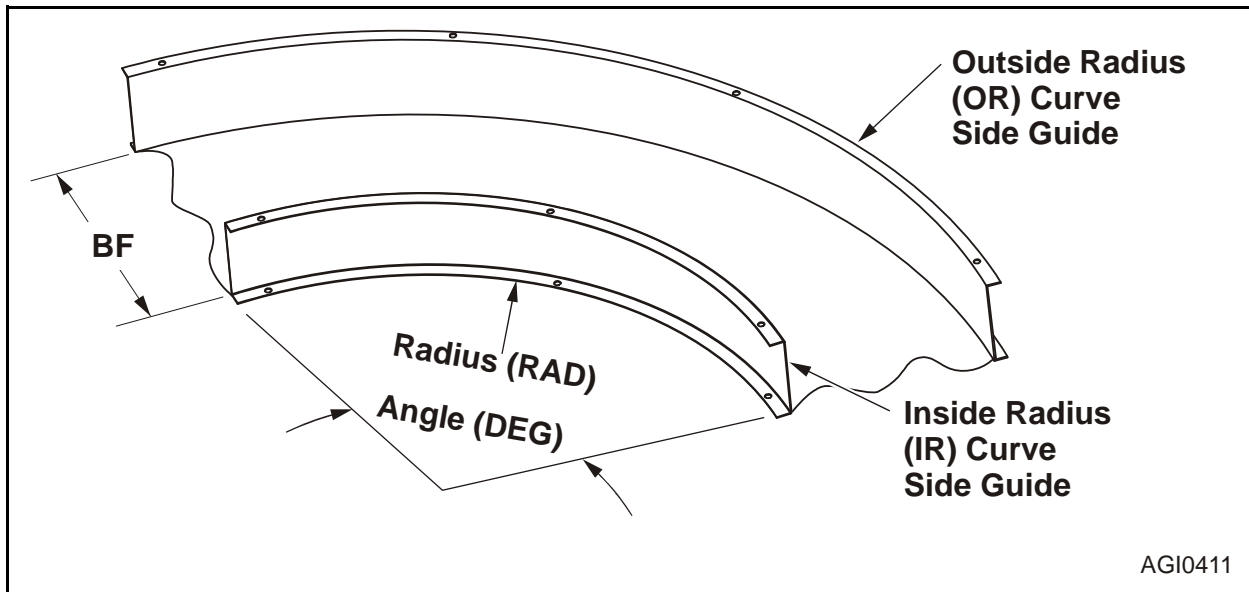 Outside Radius
(OR) Curve
Side Guide
BF
Radius (RAD)
Angle (DEG)
Inside Radius
(IR) Curve
Side Guide
AGI0411